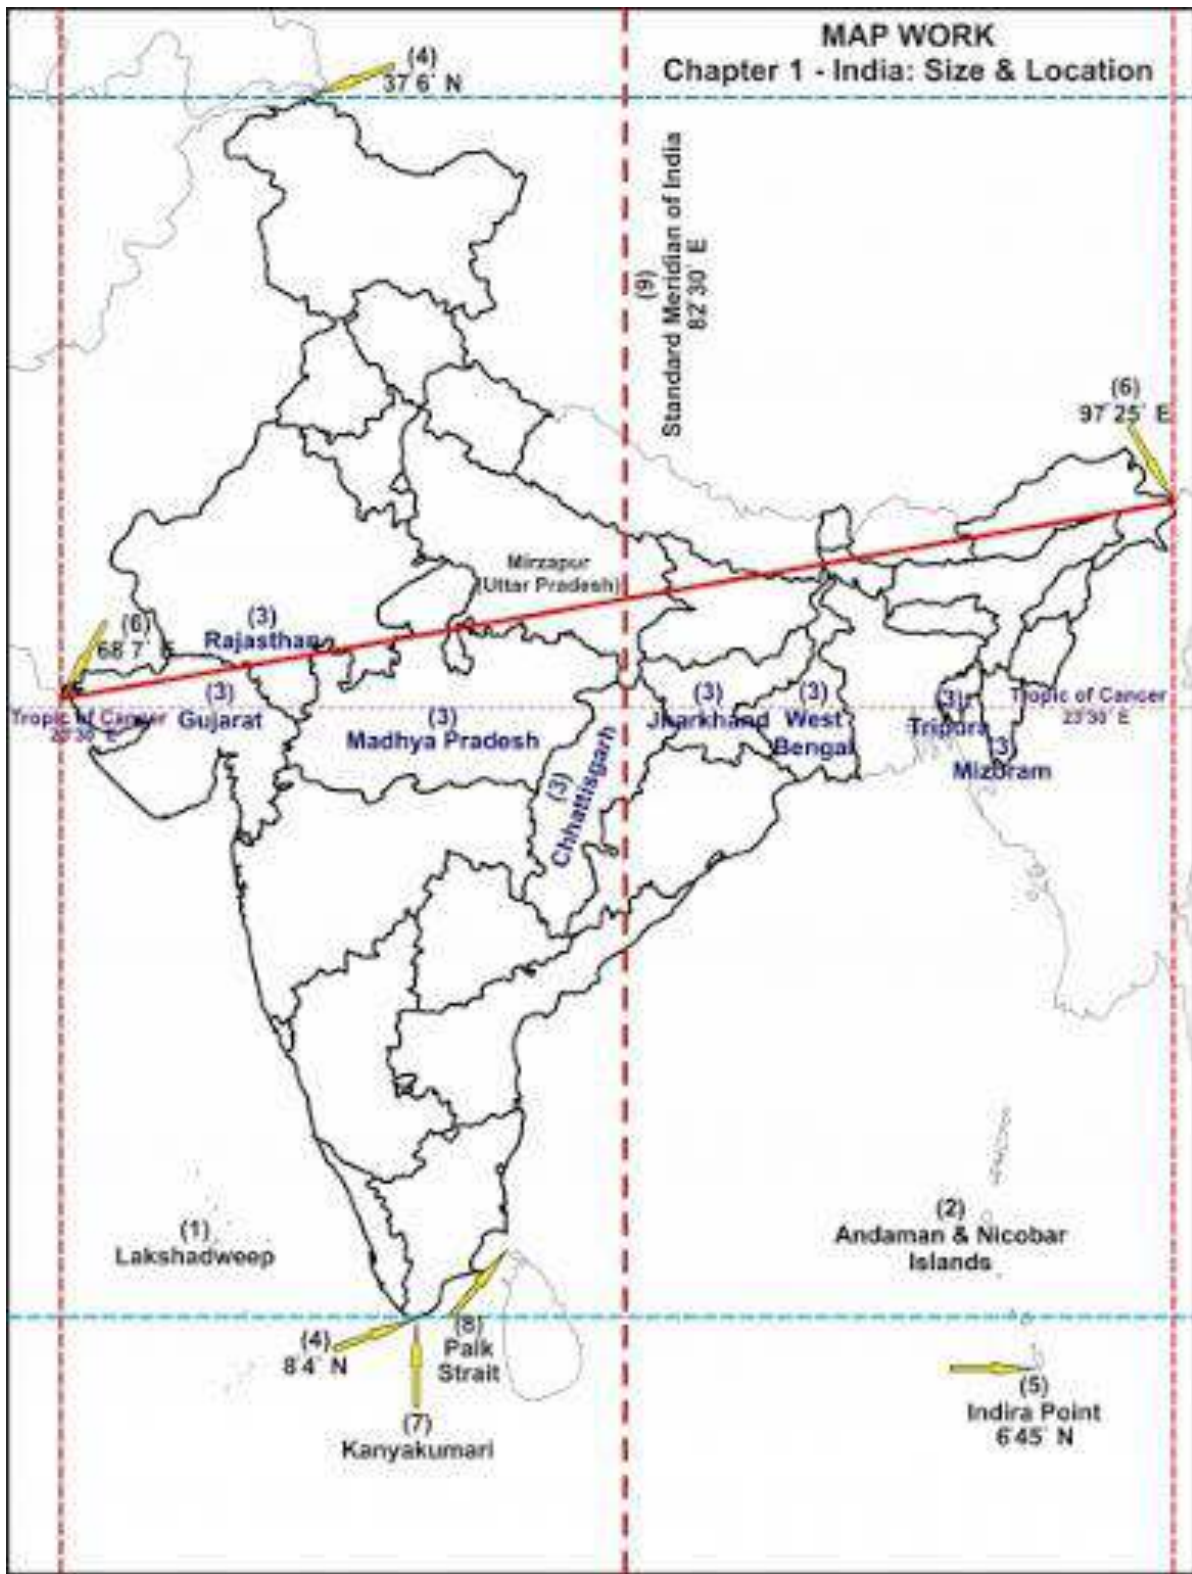 MAP WORK
Chapter 1 - India: Size & Location
(4)
37°6' N
(9)
Standard Meridian of India
82°30' E
(6)
97°25' E
Mirzapur
(Uttar Pradesh)
(6)
68°7' E
(3)
Rajasthan
Tropic of Cancer
23°30' E
(3)
Gujarat
(3)
Madhya Pradesh
(3)
Chhattisgarh
(3)
Jharkhand
(3)
West
Bengal
(3)
Tripura
(3)
Mizoram
Tropic of Cancer
23°30' E
(1)
Lakshadweep
(2)
Andaman & Nicobar
Islands
(4)
8°4' N
(8)
Palk
Strait
(7)
Kanyakumari
(5)
Indira Point
6°45' N